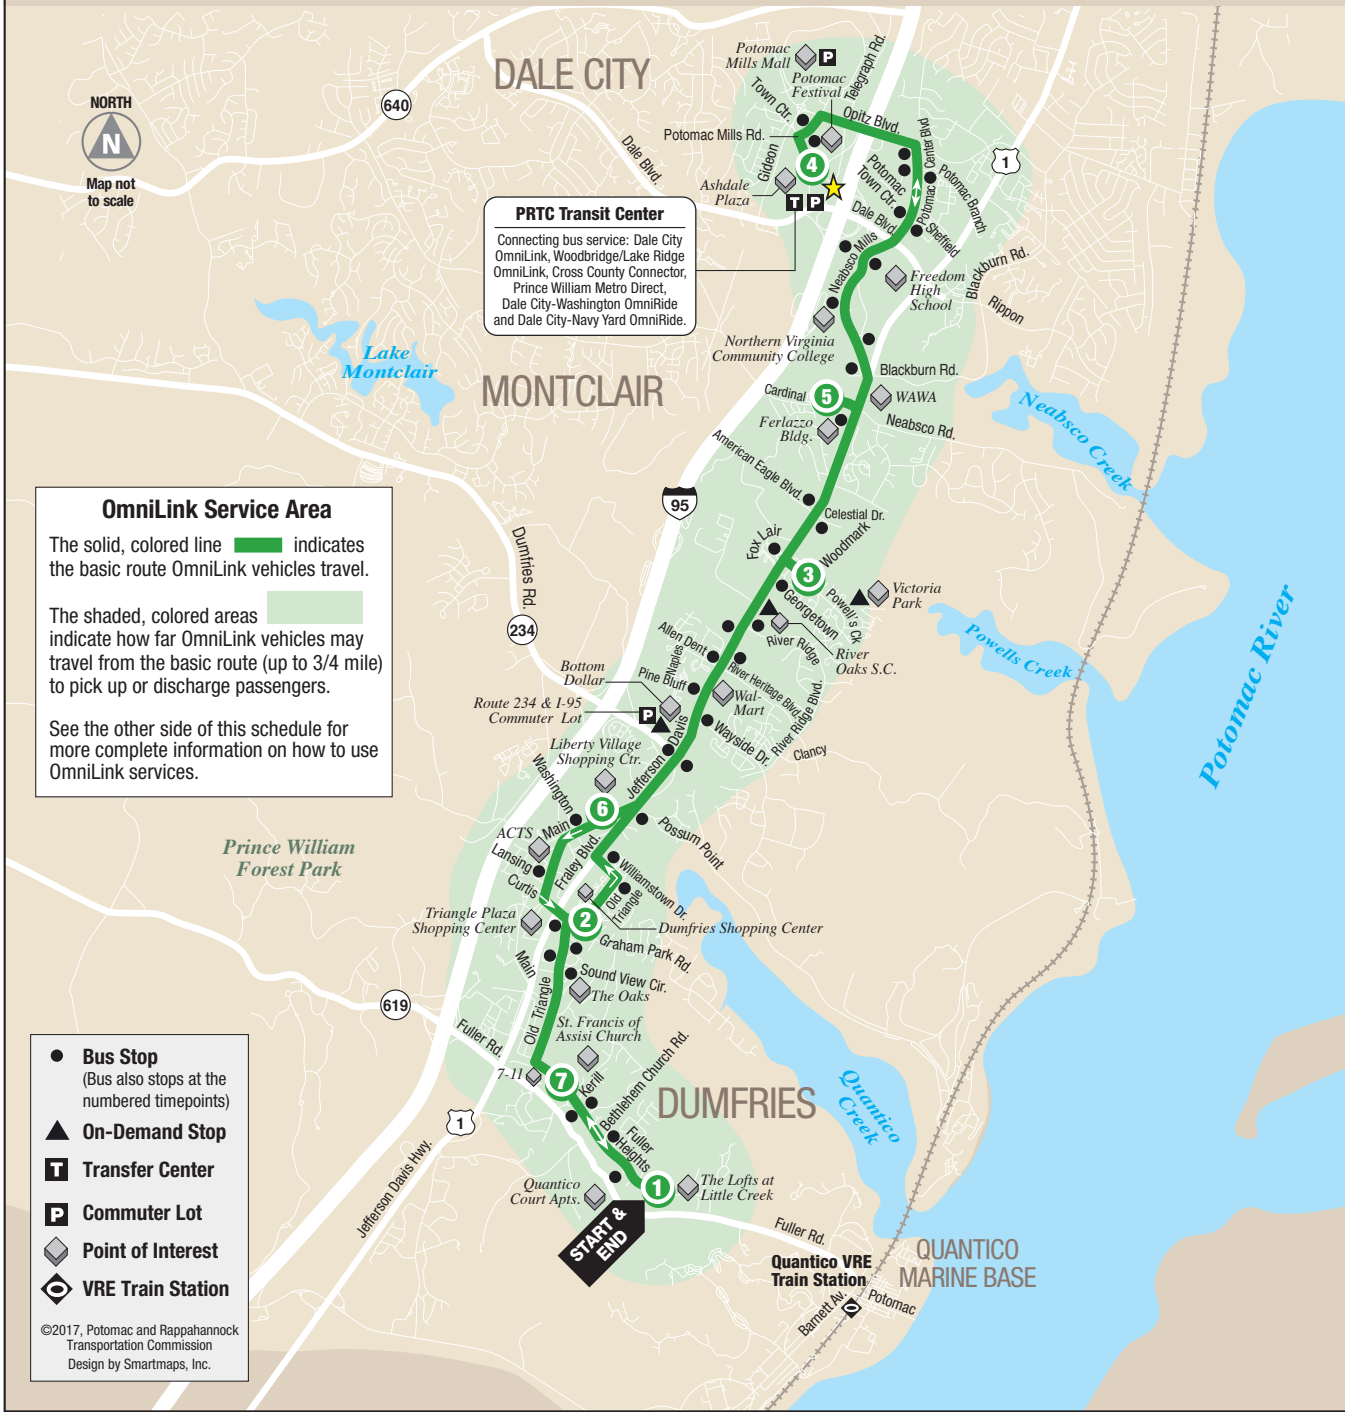 DALE CITY
640
NORTH
N
Map not
to scale
Potomac
Mills Mall
P
Potomac
Festival
Telegraph Rd.
Town Ctr.
Opitz Blvd.
Potomac Mills Rd.
Gideon
4
Ashdale
Plaza
T P
Dale Blvd.
Potomac
Town Ctr.
Potomac Center Blvd
Potomac Branch
1
Dale Blvd.
Sheffield
Neabsco Mills
Blackburn Rd.
Rippon
Freedom
High
School
PRTC Transit Center
Connecting bus service: Dale City
OmniLink, Woodbridge/Lake Ridge
OmniLink, Cross County Connector,
Prince William Metro Direct,
Dale City-Washington OmniRide
and Dale City-Navy Yard OmniRide.
Northern Virginia
Community College
Lake
Montclair
MONTCLAIR
Blackburn Rd.
Cardinal
5
WAWA
Ferlazzo
Bldg.
Neabsco Rd.
Neabsco Creek
American Eagle Blvd.
95
Celestial Dr.
Fox Lair
Woodmark
3
Georgetown
Powell's Ck
Victoria
Park
OmniLink Service Area
The solid, colored line indicates
the basic route OmniLink vehicles travel.
The shaded, colored areas
indicate how far OmniLink vehicles may
travel from the basic route (up to 3/4 mile)
to pick up or discharge passengers.
See the other side of this schedule for
more complete information on how to use
OmniLink services.
Dumfries Rd.
234
Allen Dent
River Ridge
River
Oaks S.C.
Powells Creek
Potomac River
Naples
Pine Bluff
River Heritage Blvd.
Wal-
Mart
River Ridge Blvd.
Bottom
Dollar
Route 234 & I-95
Commuter Lot
P
Wayside Dr.
Clancy
Jefferson Davis
Liberty Village
Shopping Ctr.
Washington
6
Main
ACTS
Lansing
Fraley Blvd.
Possum Point
Curtis
Williamstown Dr.
Old
Triangle
Prince William
Forest Park
Triangle Plaza
Shopping Center
2
Dumfries Shopping Center
Graham Park Rd.
Main
Sound View Cir.
The Oaks
Old Triangle
619
Fuller Rd.
St. Francis of
Assisi Church
7-11
7
Kerill
Bethlehem Church Rd.
DUMFRIES
Quantico
Creek
1
Fuller
Heights
Jefferson Davis Hwy.
Quantico
Court Apts.
1
The Lofts at
Little Creek
START &
END
Fuller Rd.
Quantico VRE
Train Station
QUANTICO
MARINE BASE
Barnett Av.
Potomac
Bus Stop
(Bus also stops at the
numbered timepoints)
On-Demand Stop
T Transfer Center
P Commuter Lot
Point of Interest
VRE Train Station
©2017, Potomac and Rappahannock
Transportation Commission
Design by Smartmaps, Inc.